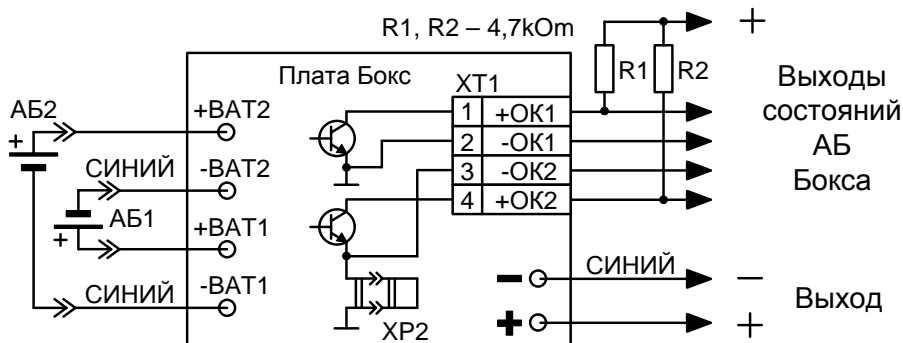 R1, R2 – 4,7kOm
+
Плата Бокс
XT1
R1
R2
Выходы
состояний
АБ
Бокса
АБ2
+
+BAT2
1 +ОК1
2 -ОК1
3 -ОК2
4 +ОК2
СИНИЙ
-BAT2
АБ1
+
+BAT1
СИНИЙ
-BAT1
XP2
- СИНИЙ –
Выход
+ +